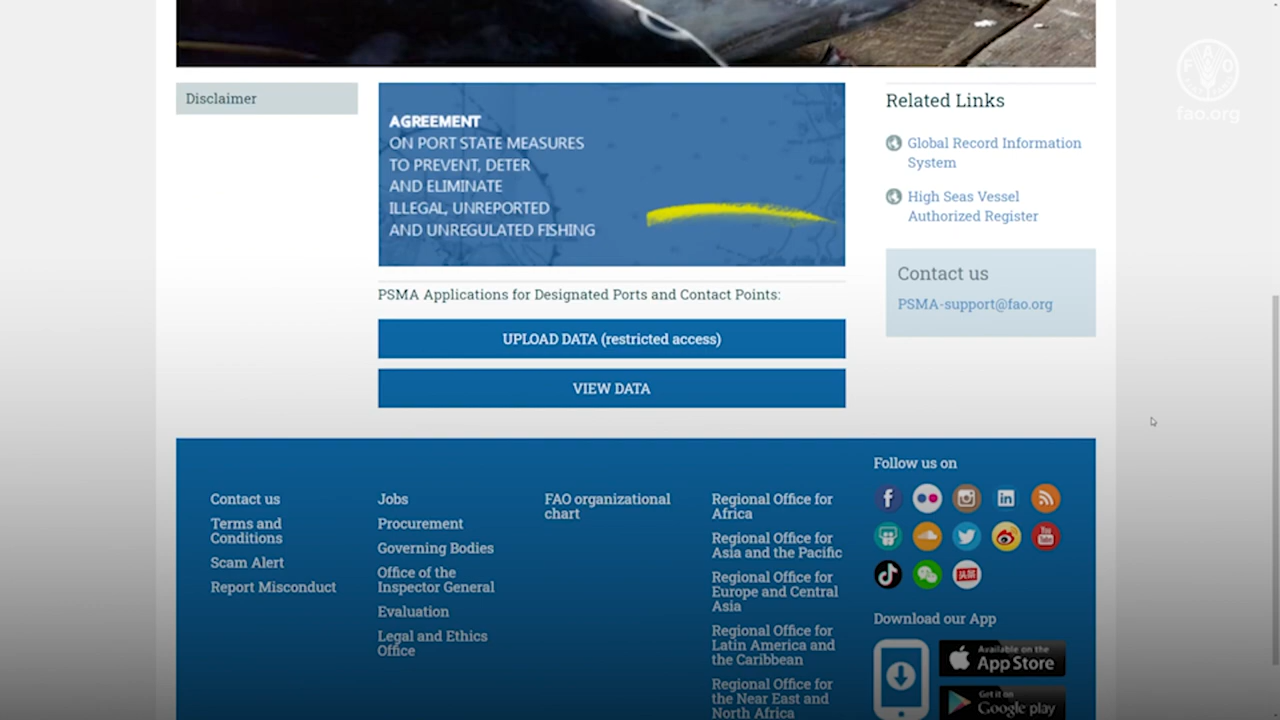 FAO
fao.org
Disclaimer
AGREEMENT
ON PORT STATE MEASURES
TO PREVENT, DETER
AND ELIMINATE
ILLEGAL, UNREPORTED
AND UNREGULATED FISHING
PSMA Applications for Designated Ports and Contact Points:
UPLOAD DATA (restricted access)
VIEW DATA
Related Links
Global Record Information
System
High Seas Vessel
Authorized Register
Contact us
PSMA-support@fao.org
Contact us
Terms and
Conditions
Scam Alert
Report Misconduct
Jobs
Procurement
Governing Bodies
Office of the
Inspector General
Evaluation
Legal and Ethics
Office
FAO organizational
chart
Regional Office for
Africa
Regional Office for
Asia and the Pacific
Regional Office for
Europe and Central
Asia
Regional Office for
Latin America and
the Caribbean
Regional Office for
the Near East and
North Africa
Follow us on
You
Tube
头条
Download our App
Available on the
App Store
Get it on
Google play